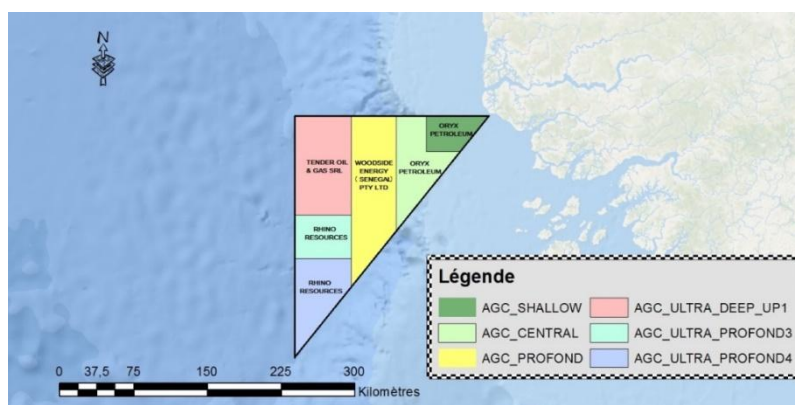 N
ORYX
PETROLEUM
TENDER OIL
& GAS SRL
WOODSIDE
ENERGY
(SENEGAL)
PTY LTD
ORYX
PETROLEUM
RHINO
RESOURCES
RHINO
RESOURCES
Légende
AGC_SHALLOW
AGC_ULTRA_DEEP_UP1
AGC_CENTRAL
AGC_ULTRA_PROFOND3
AGC_PROFOND
AGC_ULTRA_PROFOND4
0 37,5 75 150 225 300
Kilomètres